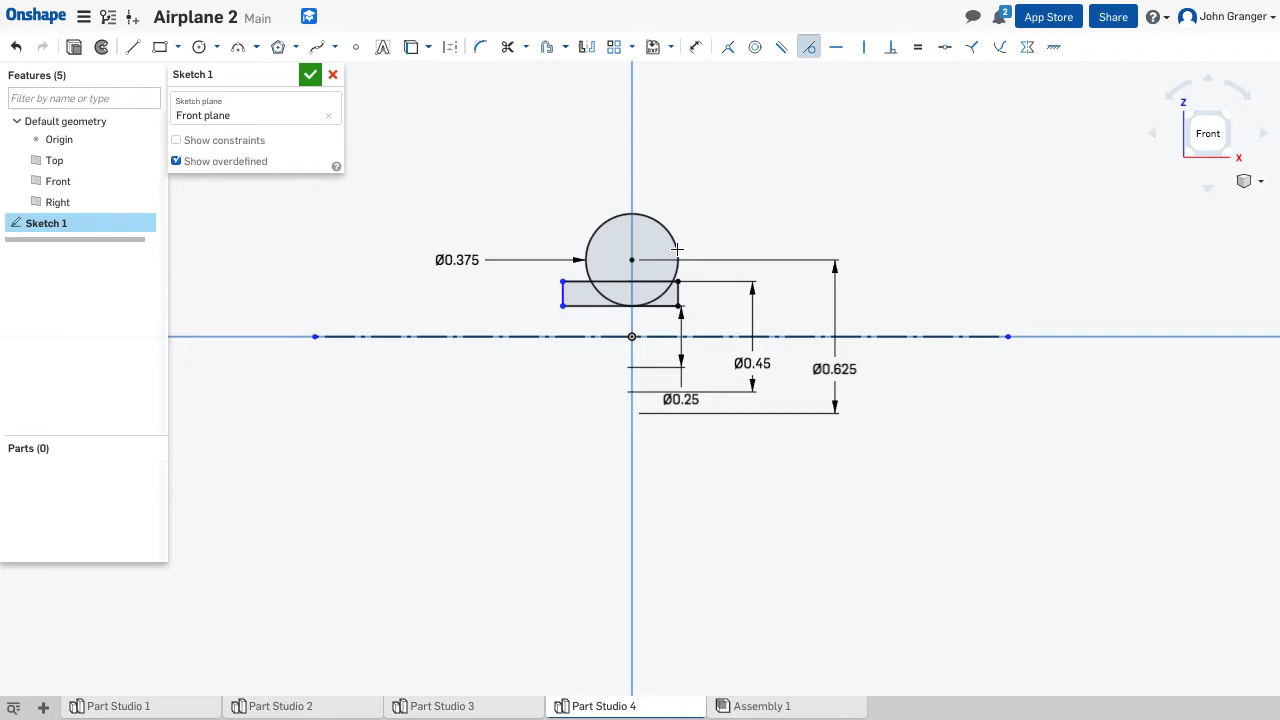 Onshape
Airplane 2 Main
2
App Store
Share
John Granger
Features (5)
Filter by name or type
Default geometry
Origin
Top
Front
Right
Sketch 1
Parts (0)
Sketch 1
Sketch plane
Front plane
Show constraints
Show overdefined
Ø0.375
Ø0.45
Ø0.625
Ø0.25
Z
Front
X
Part Studio 1
Part Studio 2
Part Studio 3
Part Studio 4
Assembly 1